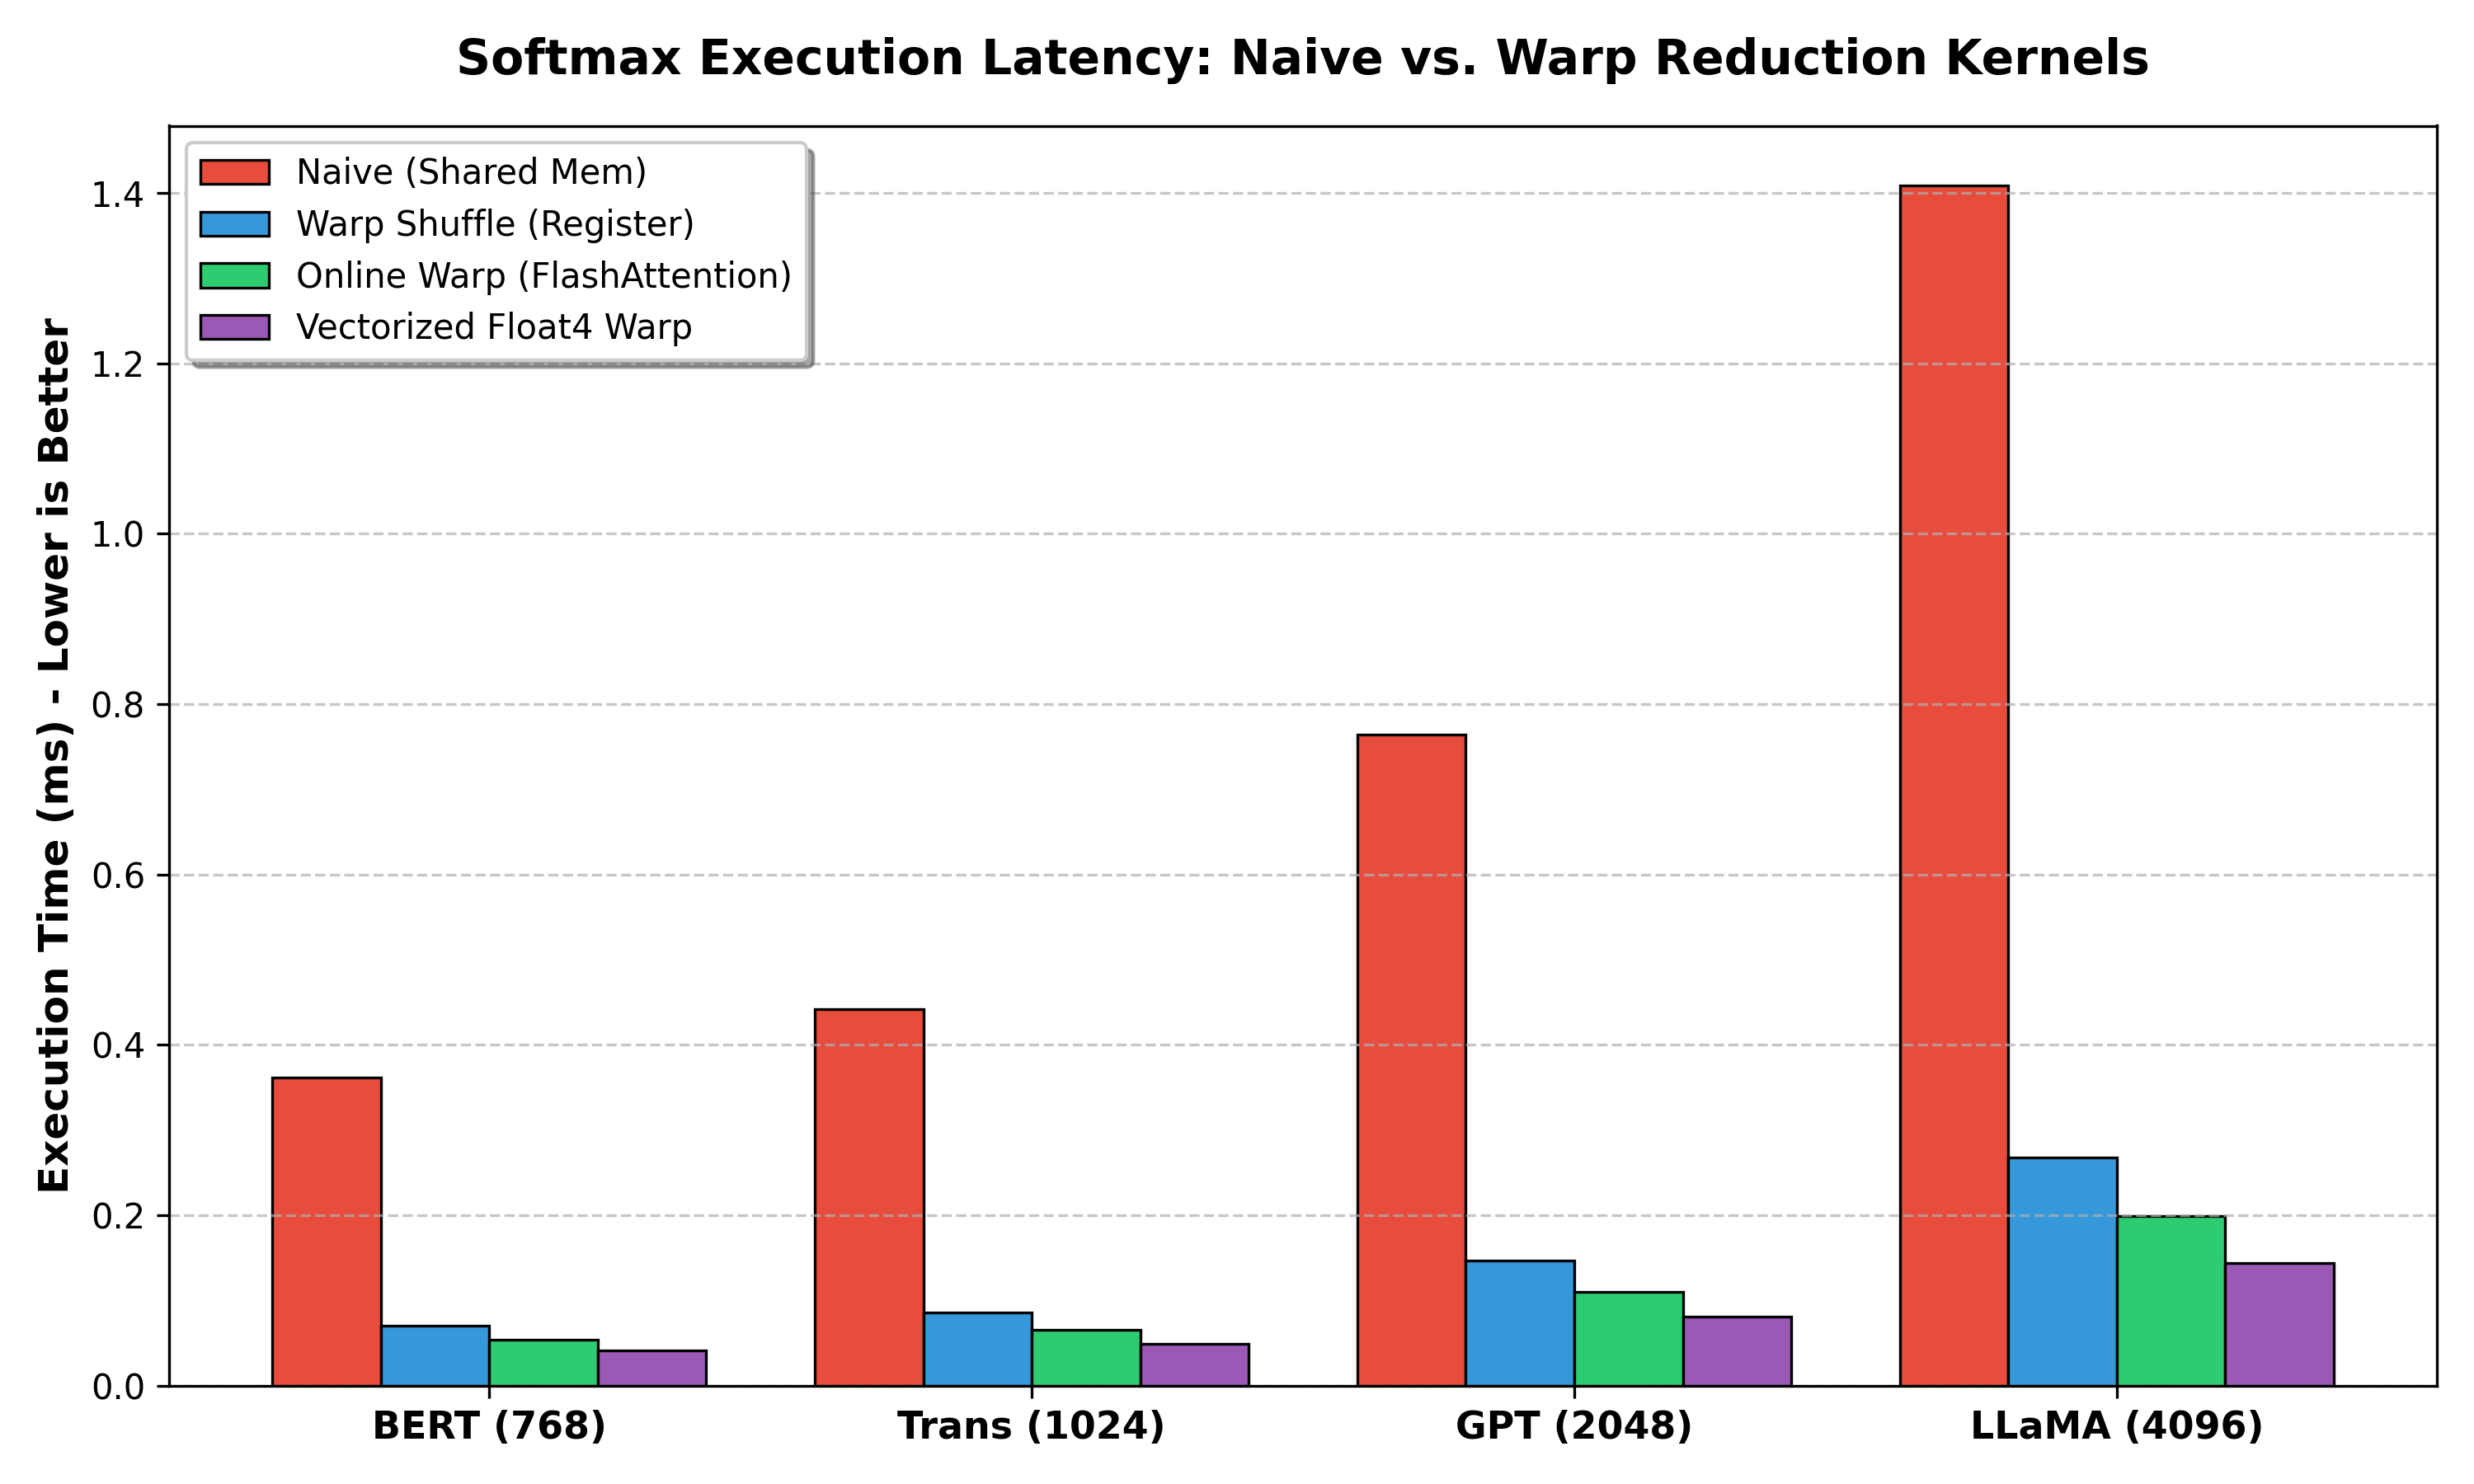 Softmax Execution Latency: Naive vs. Warp Reduction Kernels
Naive (Shared Mem)
Warp Shuffle (Register)
Online Warp (FlashAttention)
Vectorized Float4 Warp
Execution Time (ms) - Lower is Better
1.4
1.2
1.0
0.8
0.6
0.4
0.2
0.0
BERT (768)
Trans (1024)
GPT (2048)
LLaMA (4096)